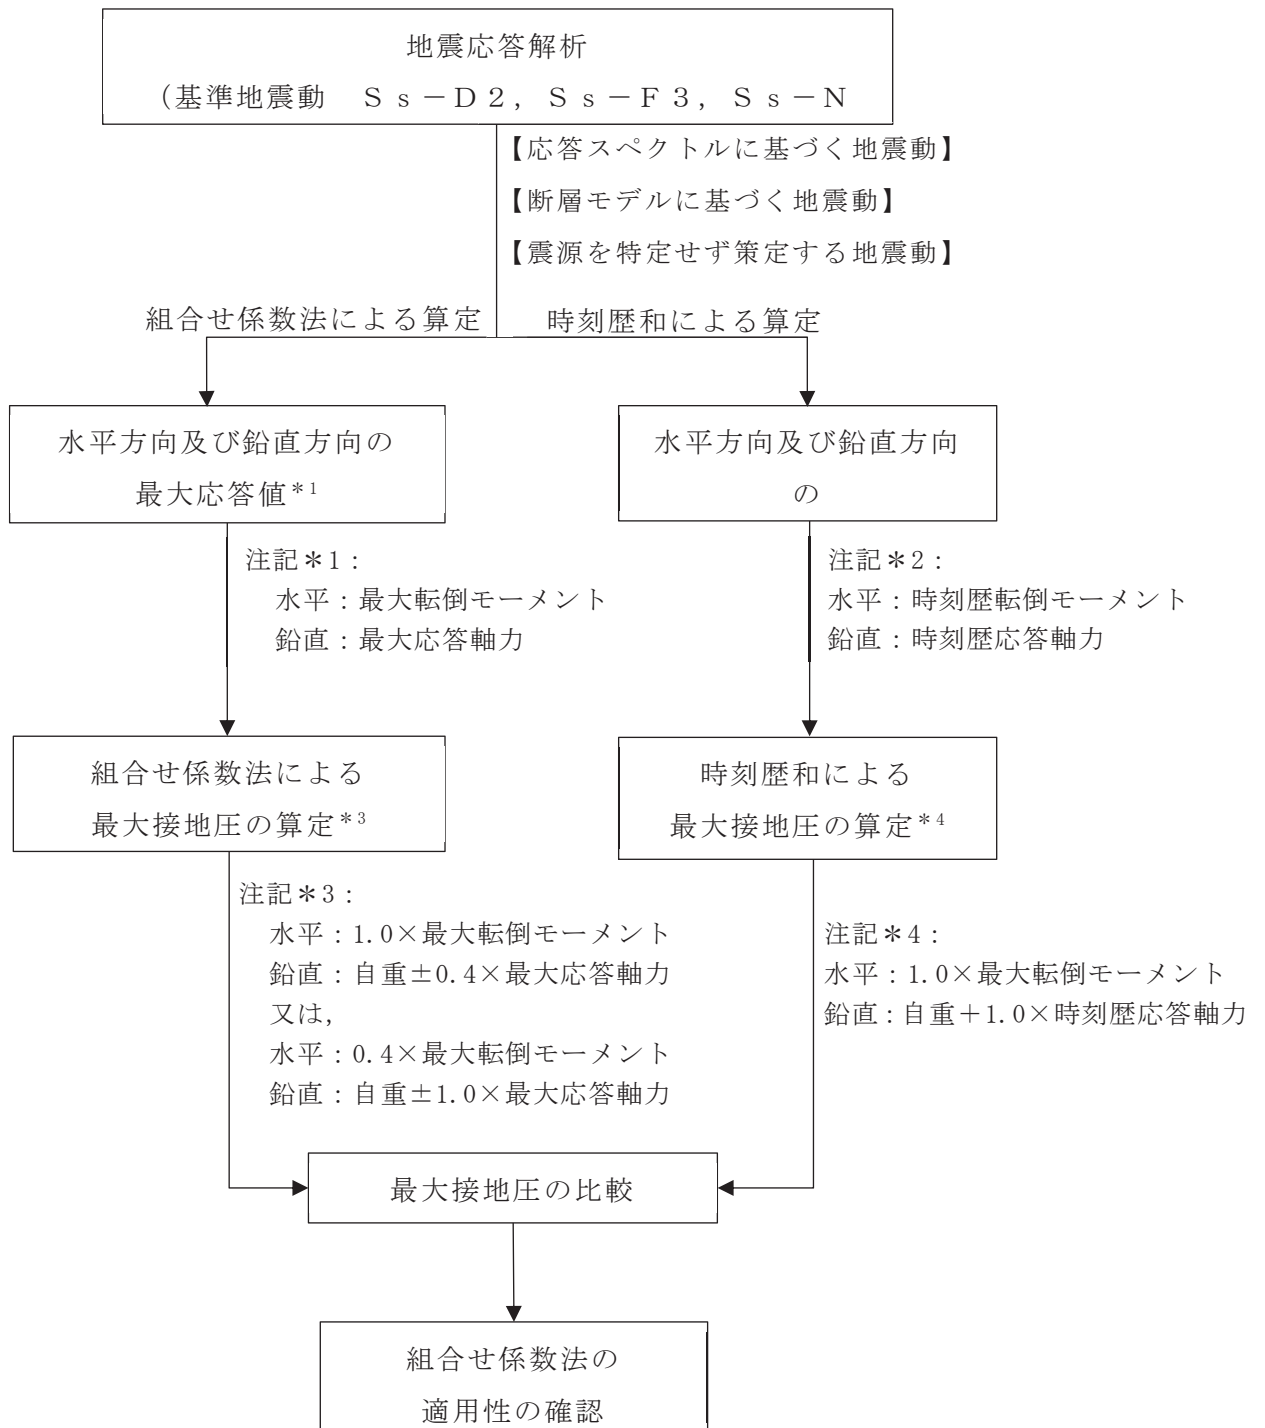 地震応答解析
（基準地震動　Ｓｓ－Ｄ２，Ｓｓ－Ｆ３，Ｓｓ－Ｎ
【応答スペクトルに基づく地震動】
【断層モデルに基づく地震動】
【震源を特定せず策定する地震動】
組合せ係数法による算定
時刻歴和による算定
水平方向及び鉛直方向の
最大応答値*1
水平方向及び鉛直方向
の
注記＊1：
水平：最大転倒モーメント
鉛直：最大応答軸力
注記＊2：
水平：時刻歴転倒モーメント
鉛直：時刻歴応答軸力
組合せ係数法による
最大接地圧の算定*3
時刻歴和による
最大接地圧の算定*4
注記＊3：
水平：1.0×最大転倒モーメント
鉛直：自重±0.4×最大応答軸力
又は，
水平：0.4×最大転倒モーメント
鉛直：自重±1.0×最大応答軸力
注記＊4：
水平：1.0×最大転倒モーメント
鉛直：自重＋1.0×時刻歴応答軸力
最大接地圧の比較
組合せ係数法の
適用性の確認